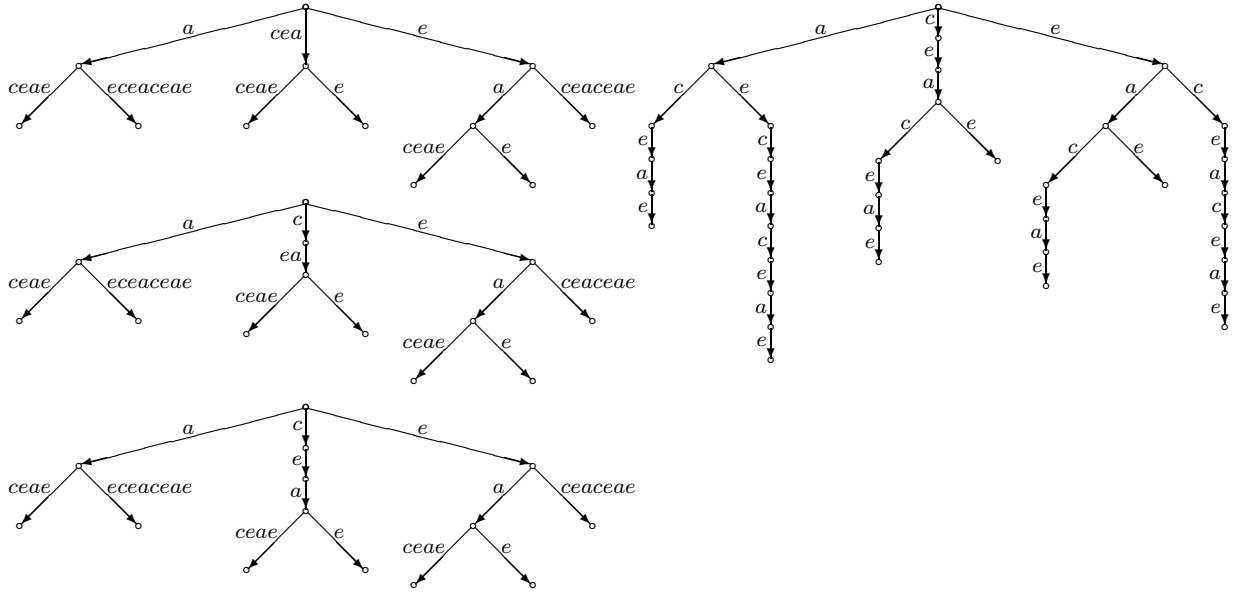 a cea e
ceae eceaceae ceae e a ceaceae
ceae e
a c e
ceae eceaceae ea a ceaceae
ceae e ceae e
a c e
e
ceae eceaceae a a ceaceae
ceae e ceae e
c
a e
e
c e a a c
c e
e c c e e
a e e a
e a a e c
c e a e
e e a
a e
e